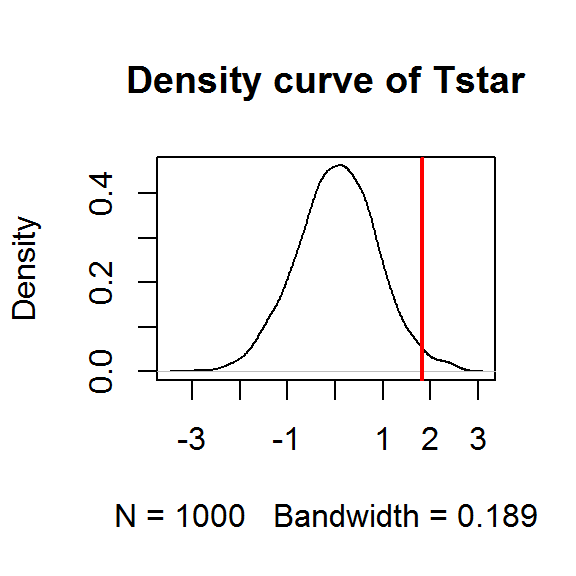 Density curve of Tstar
Density
0.4
0.2
0.0
-3 -1 1 2 3
N = 1000 Bandwidth = 0.189